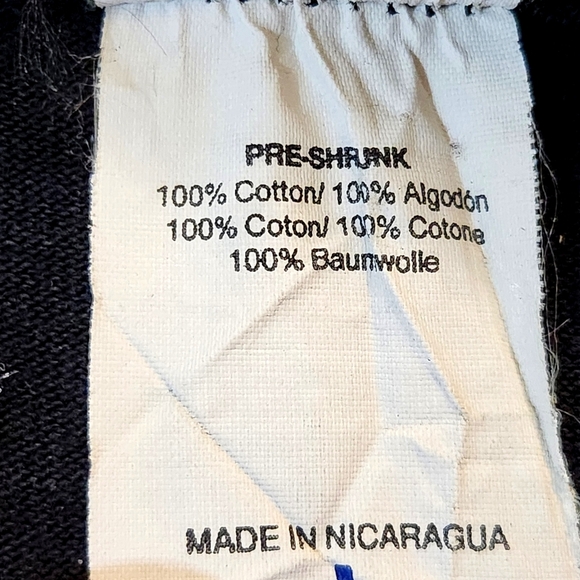 PRE-SHRUNK
100% Cotton/ 100% Algodón
100% Coton/ 100% Cotone
100% Baumwolle
MADE IN NICARAGUA